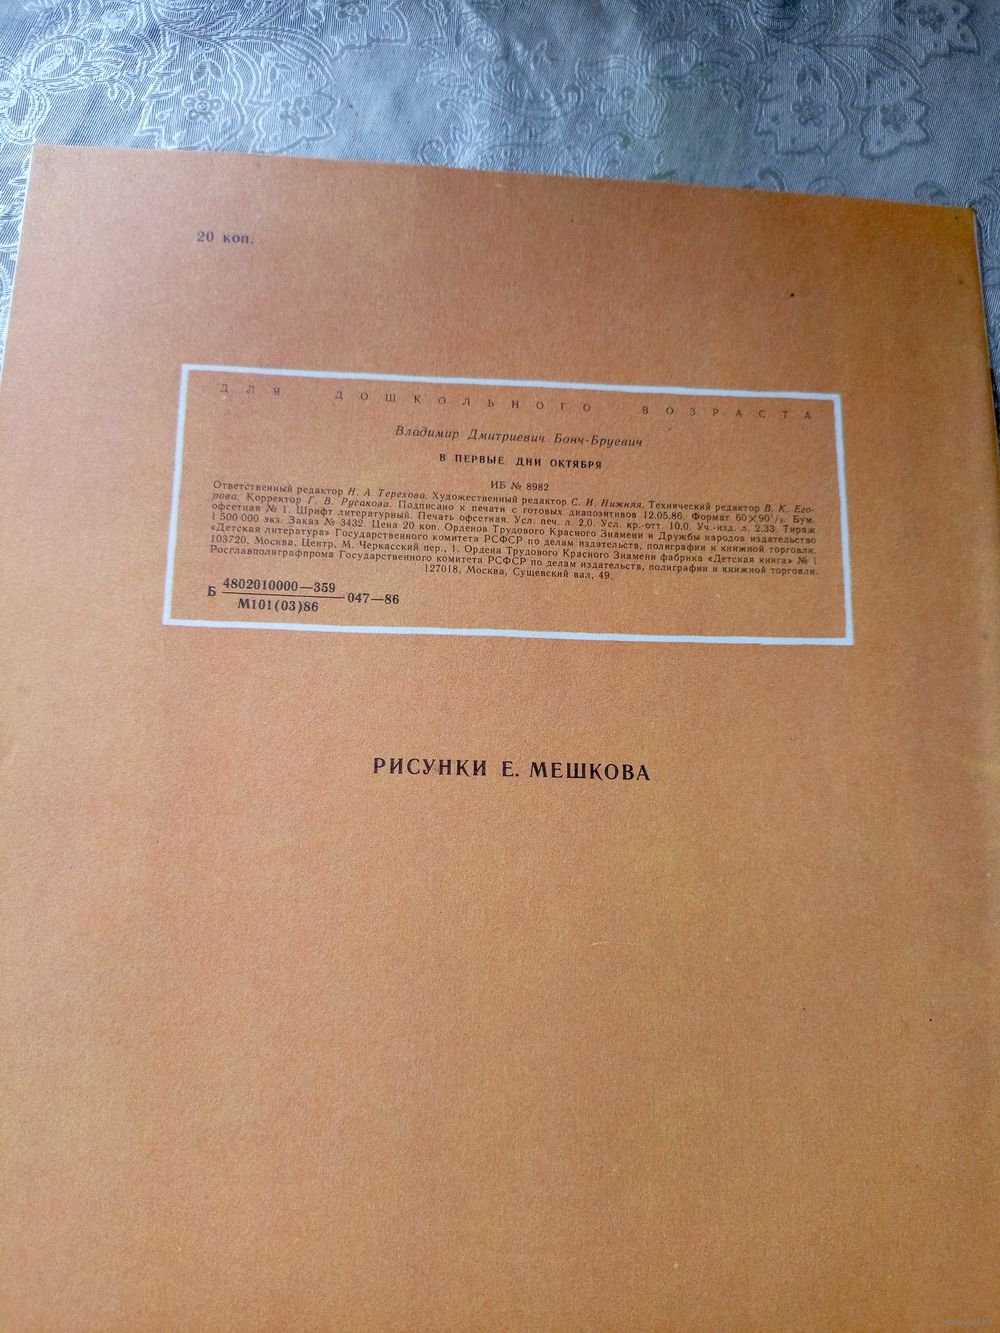 20 коп.
ДЛЯ ДОШКОЛЬНОГО ВОЗРАСТА
Владимир Дмитриевич Бонч-Бруевич
В ПЕРВЫЕ ДНИ ОКТЯБРЯ
ИБ № 8982
Ответственный редактор Н. А. Терехова. Художественный редактор С. И. Нижняя. Технический редактор В. К. Его-
рова. Корректор Г. В. Русакова. Подписано к печати с готовых диапозитивов 12.05.86. Формат 60×90 1/8. Бум.
офсетная № 1. Шрифт литературный. Печать офсетная. Усл. печ. л. 2,0. Усл. кр.-отт. 10,0. Уч.-изд. л. 2,33. Тираж
1 500 000 экз. Заказ № 3432. Цена 20 коп. Орденов Трудового Красного Знамени и Дружбы народов издательство
«Детская литература» Государственного комитета РСФСР по делам издательств, полиграфии и книжной торговли.
103720, Москва, Центр, М. Черкасский пер., 1. Ордена Трудового Красного Знамени фабрика «Детская книга» № 1
Росглавполиграфпрома Государственного комитета РСФСР по делам издательств, полиграфии и книжной торговли.
127018, Москва, Сущевский вал, 49.
Б 4802010000—359
М101(03)86 047—86
РИСУНКИ Е. МЕШКОВА